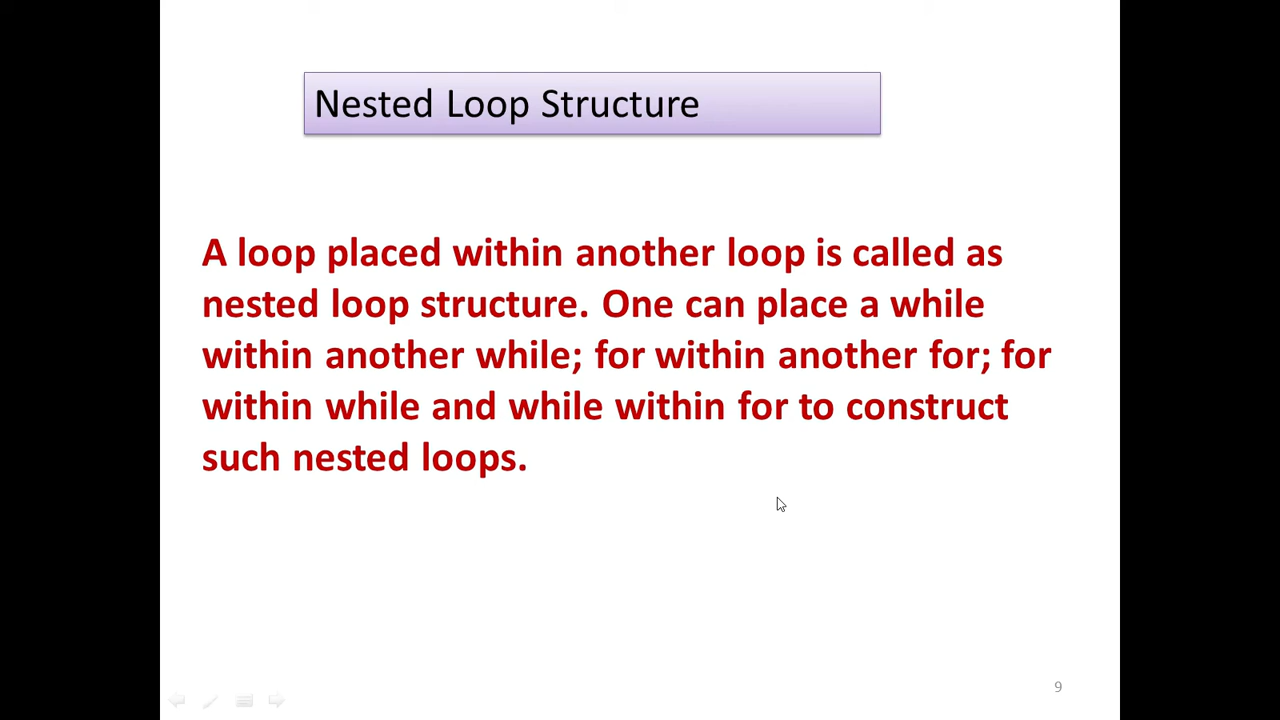 Nested Loop Structure
A loop placed within another loop is called as
nested loop structure. One can place a while
within another while; for within another for; for
within while and while within for to construct
such nested loops.
9